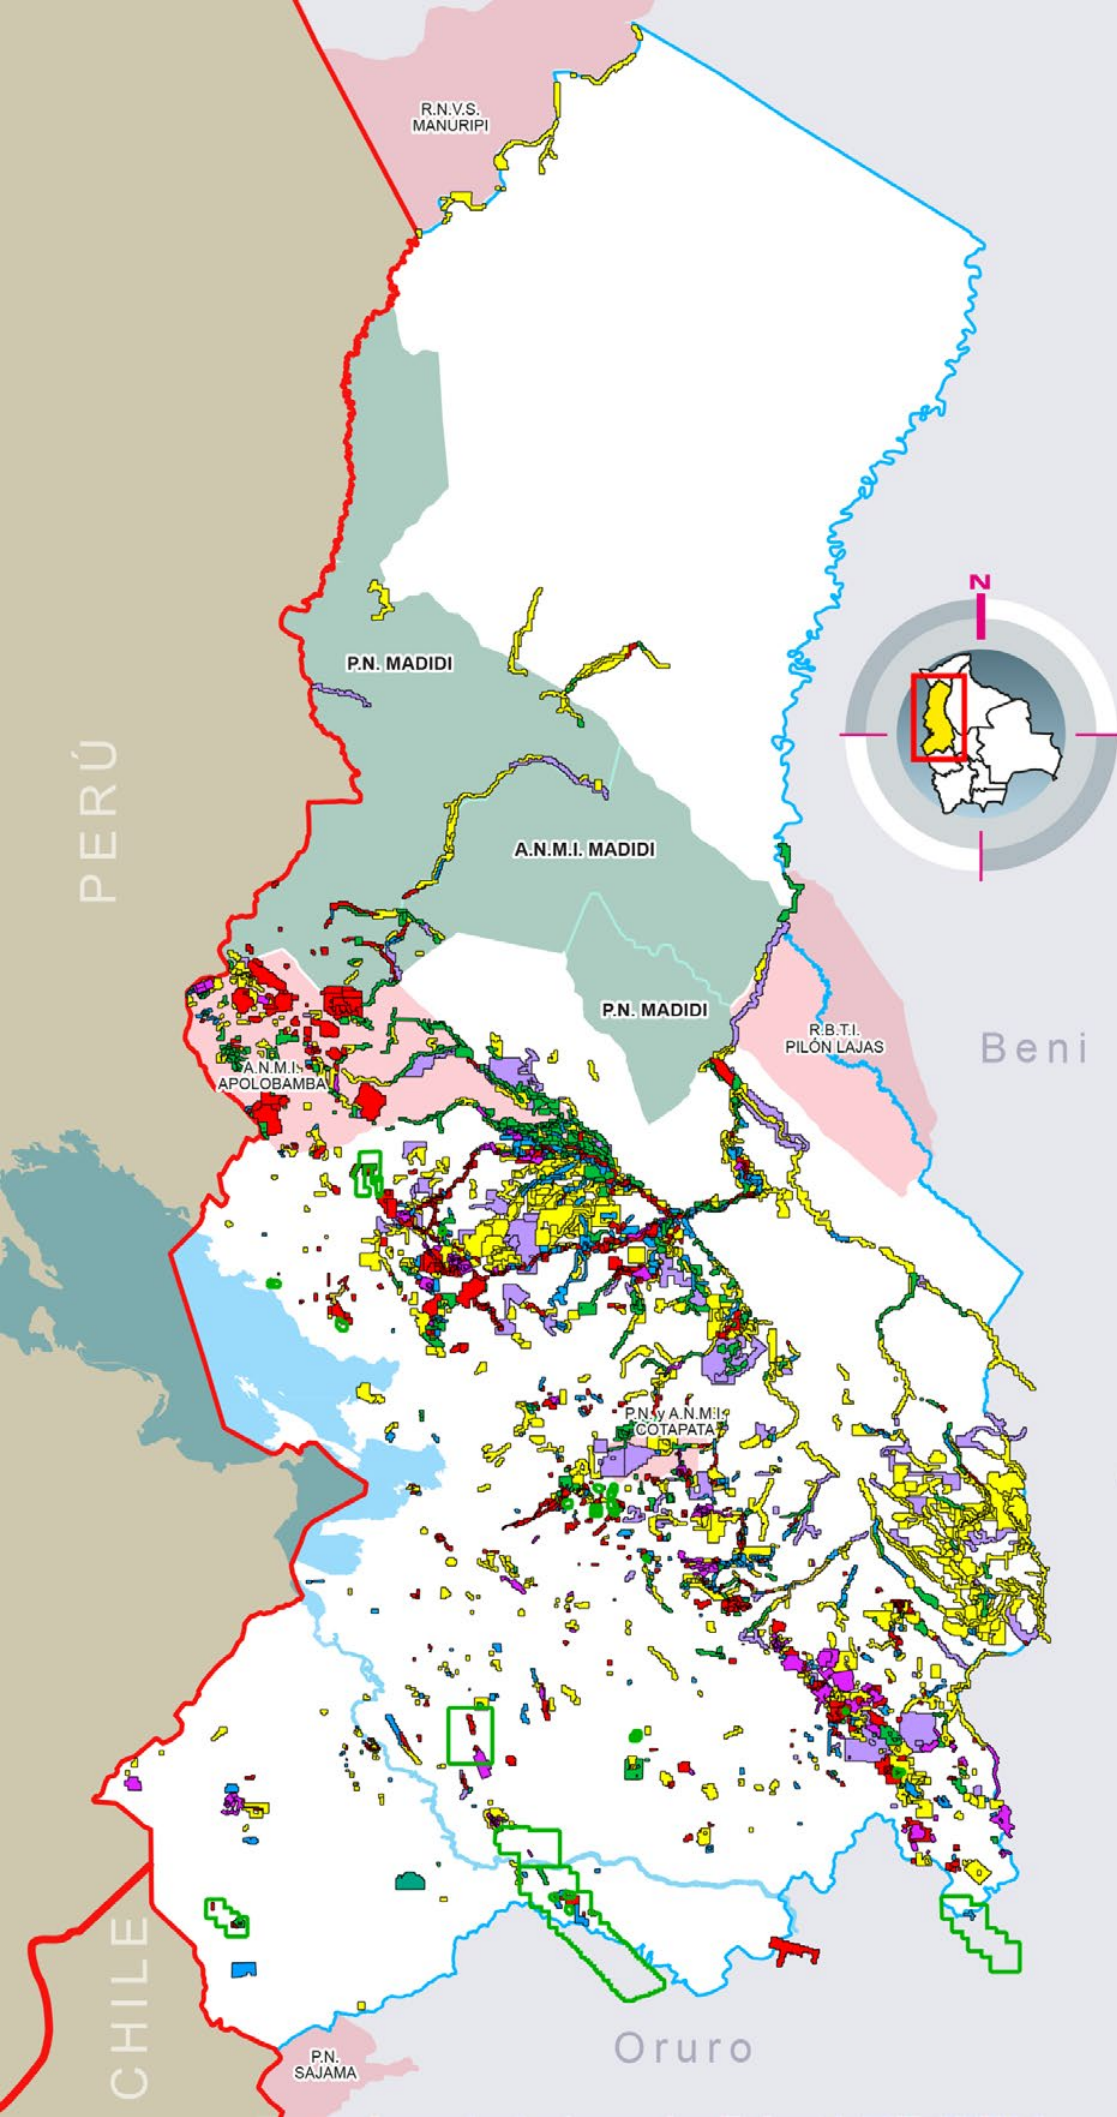 R.N.V.S.
MANURIPI
N
P.N. MADIDI
PERÚ
A.N.M.I. MADIDI
P.N. MADIDI
R.B.T.I.
PILÓN LAJAS
Beni
A.N.M.I.
APOLOBAMBA
P.N. y A.N.M.I.
COTAPATA
CHILE
Oruro
P.N.
SAJAMA